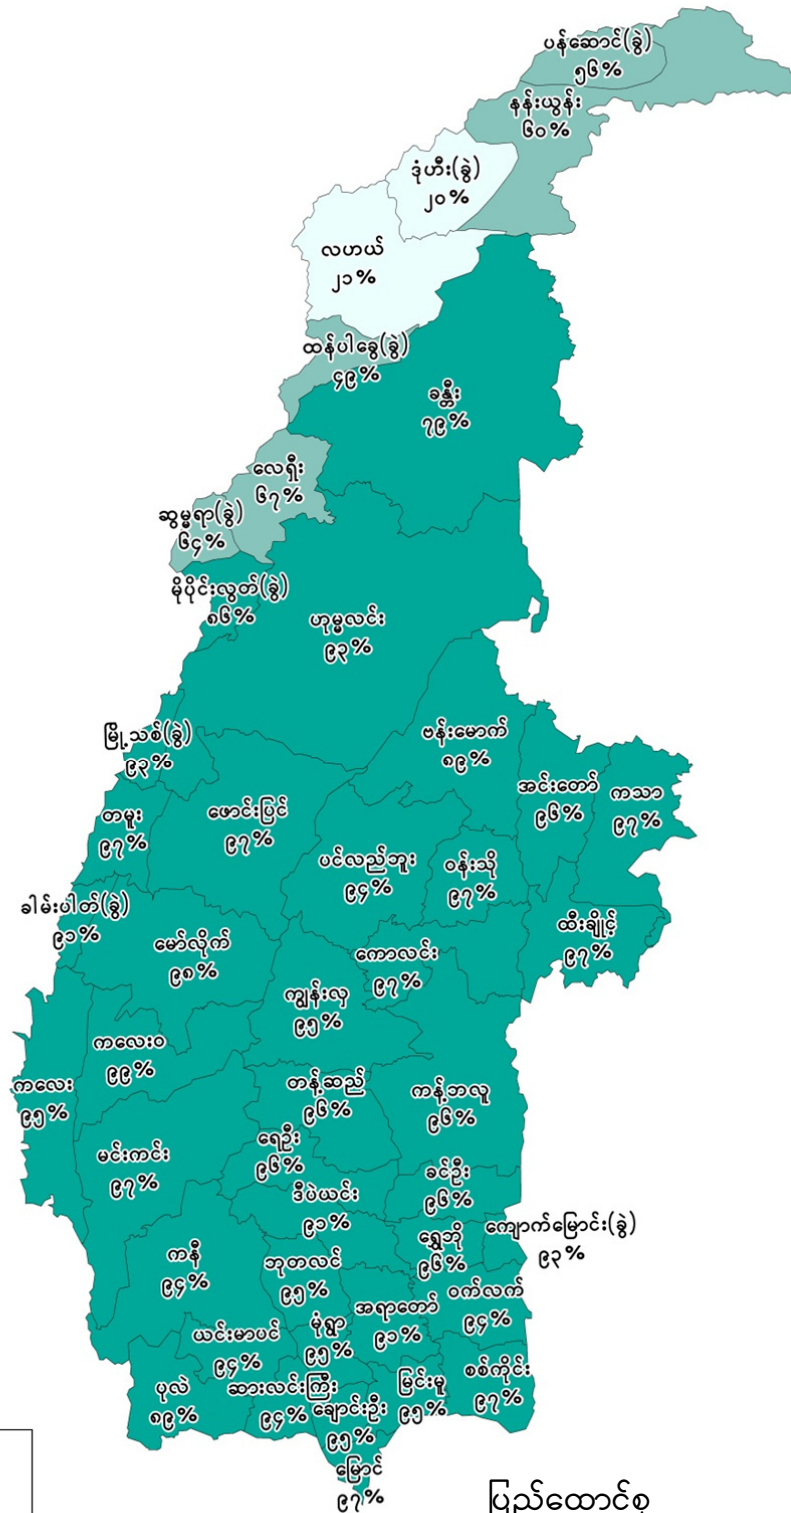 ပန်ဆောင်(ခွဲ)
၅၆%
နန်းယွန်း
၆၀%
ဒုံဟီး(ခွဲ)
၂၀%
လဟယ်
၂၁%
ထန်ပါခွေ(ခွဲ)
၄၉%
ခန္တီး
၇၉%
လေရှီး
၆၇%
ဆွမ္မရာ(ခွဲ)
၆၄%
မိုပိုင်းလွတ်(ခွဲ)
၈၆%
ဟုမ္မလင်း
၉၃%
မြို့သစ်(ခွဲ)
၉၃%
ဗန်းမောက်
၈၉%
အင်းတော်
၉၆%
ကသာ
၉၇%
တမူး
၉၇%
ဖောင်းပြင်
၉၇%
ပင်လည်ဘူး
၉၄%
ဝန်းသို
၉၇%
ခါမ်းပါတ်(ခွဲ)
၉၁%
မော်လိုက်
၉၈%
ကောလင်း
၉၇%
ထီးချိုင့်
၉၇%
ကျွန်းလှ
၉၅%
ကလေးဝ
၉၉%
ကလေး
၉၅%
တန့်ဆည်
၉၆%
ကန့်ဘလူ
၉၆%
မင်းကင်း
၉၇%
ရေဦး
၉၆%
ခင်ဦး
၉၆%
ဒီပဲယင်း
၉၁%
ရွှေဘို
၉၆%
ကျောက်မြောင်း(ခွဲ)
၉၃%
ကနီ
၉၄%
ဘုတလင်
၉၅%
အရာတော်
၉၁%
ဝက်လက်
၉၄%
ယင်းမာပင်
၉၄%
မုံရွာ
၉၅%
ပုလဲ
၈၉%
ဆားလင်းကြီး
၉၄%
ချောင်းဦး
၉၅%
မြင်းမူ
၉၅%
စစ်ကိုင်း
၉၇%
မြောင်
၉၇%
ပြည်ထောင်စု